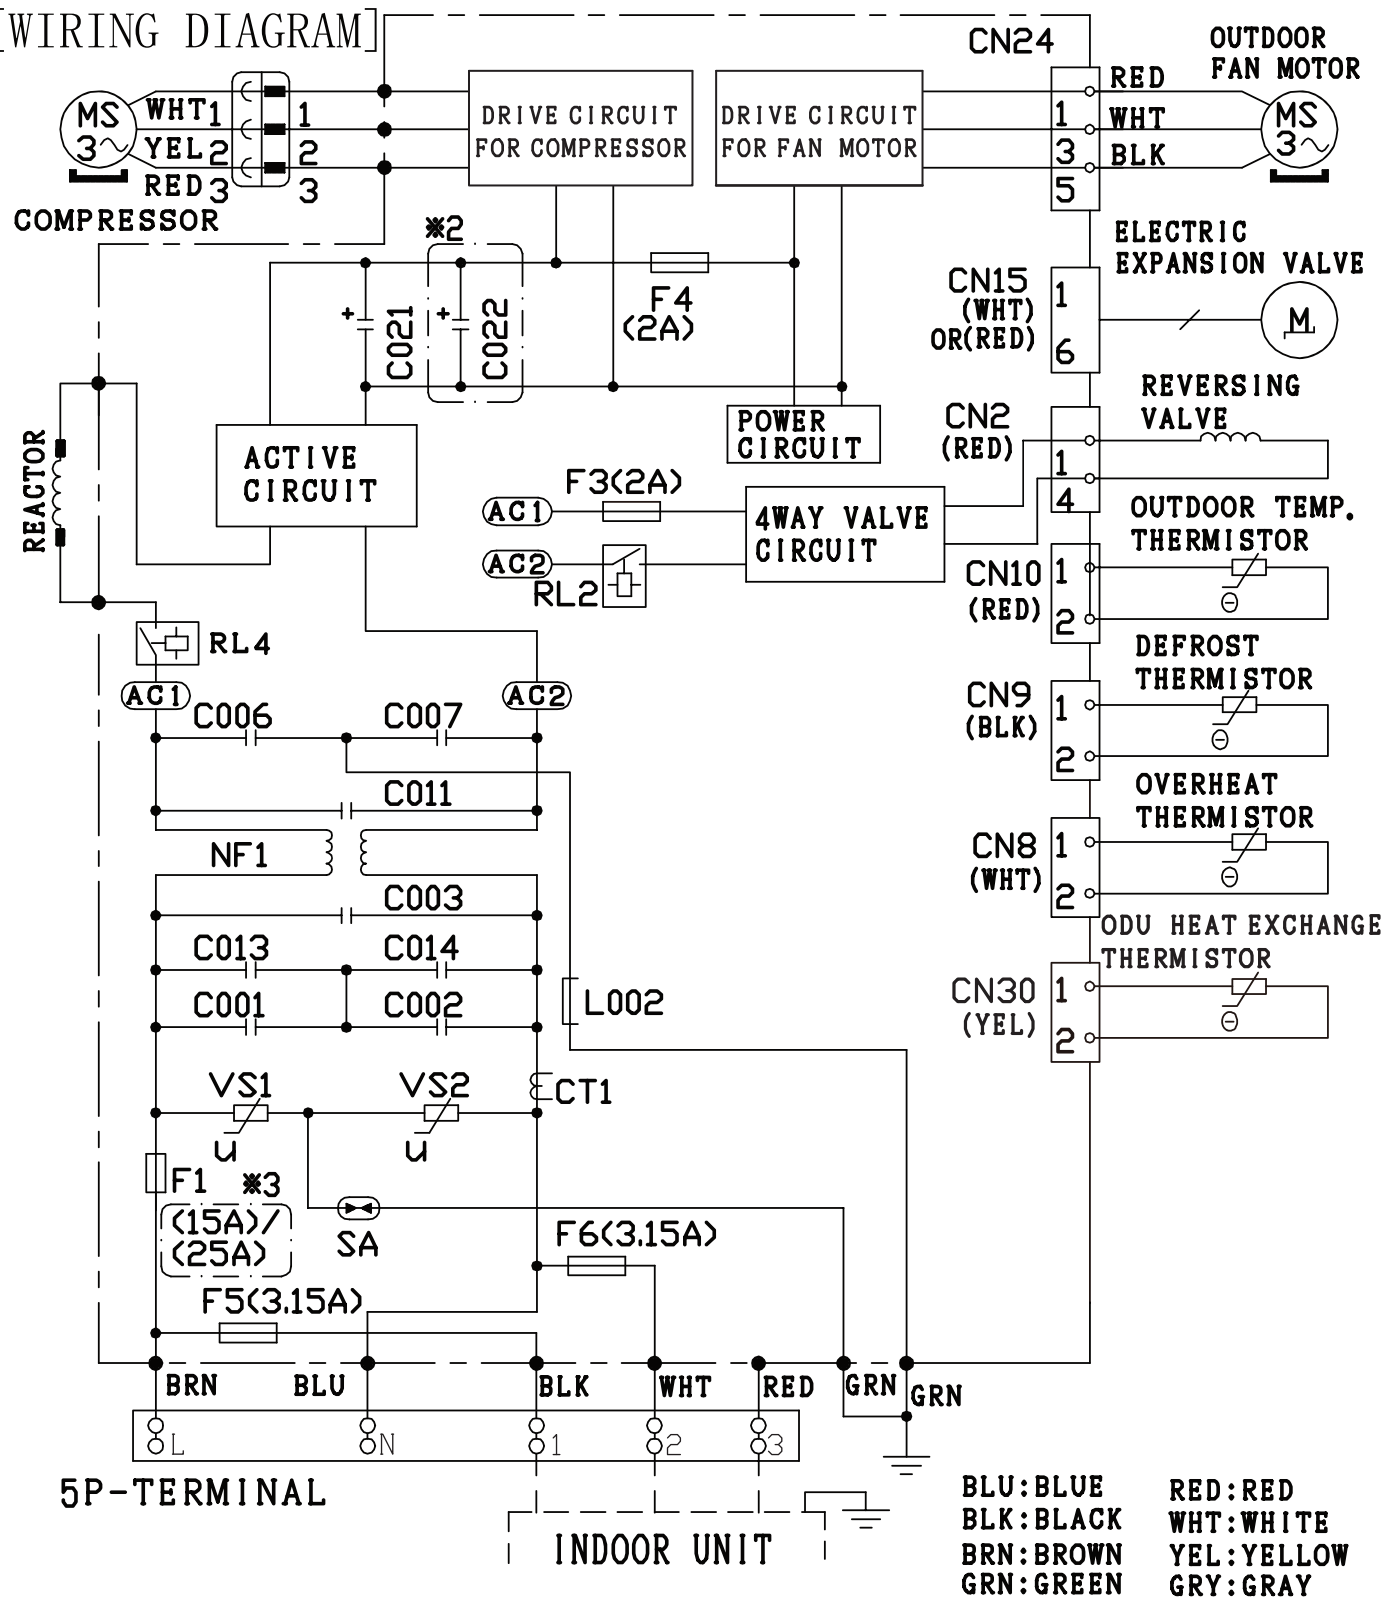 [WIRING DIAGRAM]
CN24
OUTDOOR
FAN MOTOR
MS
3~
WHT 1
YEL 2
RED 3
1
2
3
COMPRESSOR
DRIVE CIRCUIT
FOR COMPRESSOR
DRIVE CIRCUIT
FOR FAN MOTOR
1
3
5
RED
WHT
BLK
MS
3~
※2
C021
C022
+
+
F4
(2A)
CN15
(WHT)
OR(RED)
1
6
ELECTRIC
EXPANSION VALVE
M
REACTOR
ACTIVE
CIRCUIT
POWER
CIRCUIT
CN2
(RED)
1
4
REVERSING
VALVE
F3(2A)
AC1
AC2
RL2
4WAY VALVE
CIRCUIT
CN10
(RED)
1
2
OUTDOOR TEMP.
THERMISTOR
Θ
RL4
AC1
AC2
CN9
(BLK)
1
2
DEFROST
THERMISTOR
Θ
C006
C007
C011
NF1
CN8
(WHT)
1
2
OVERHEAT
THERMISTOR
Θ
C003
C013
C014
C001
C002
L002
CN30
(YEL)
1
2
ODU HEAT EXCHANGE
THERMISTOR
Θ
VS1
U
VS2
U
CT1
F1
※3
(15A)/
(25A)
SA
F6(3.15A)
F5(3.15A)
BRN
BLU
BLK
WHT
RED
GRN
GRN
L
N
1
2
3
5P-TERMINAL
INDOOR UNIT
BLU:BLUE
BLK:BLACK
BRN:BROWN
GRN:GREEN
RED:RED
WHT:WHITE
YEL:YELLOW
GRY:GRAY